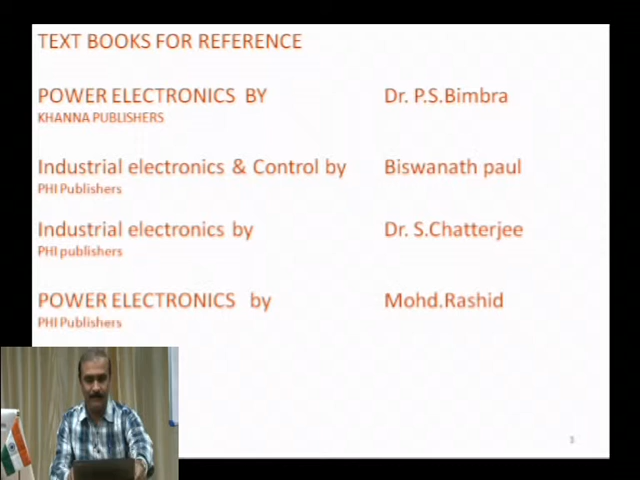 TEXT BOOKS FOR REFERENCE
POWER ELECTRONICS BY Dr. P.S.Bimbra
KHANNA PUBLISHERS
Industrial electronics & Control by Biswanath paul
PHI Publishers
Industrial electronics by Dr. S.Chatterjee
PHI publishers
POWER ELECTRONICS by Mohd.Rashid
PHI Publishers
3